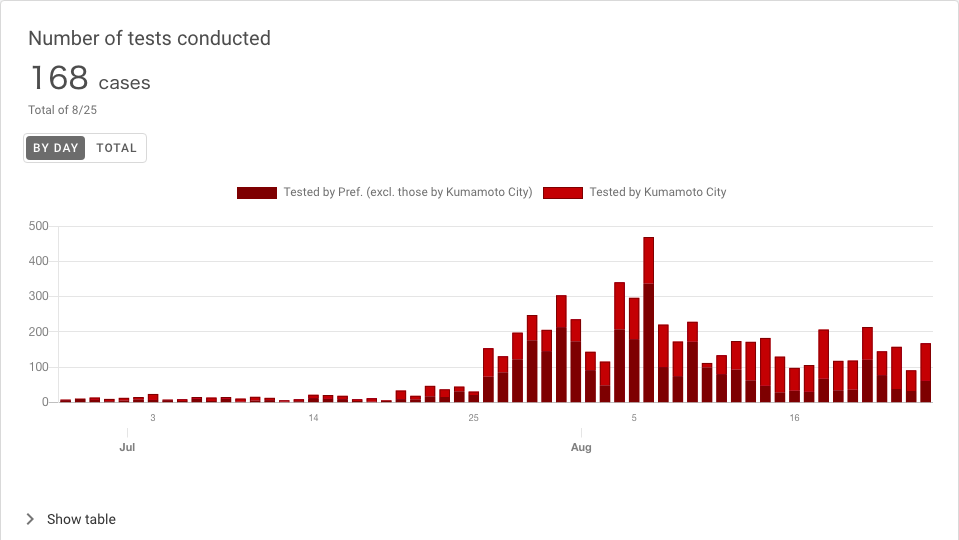 Number of tests conducted
168 cases
Total of 8/25
BY DAY TOTAL
Tested by Pref. (excl. those by Kumamoto City) Tested by Kumamoto City
500
400
300
200
100
0
3 14 25 5 16
Jul Aug
Show table